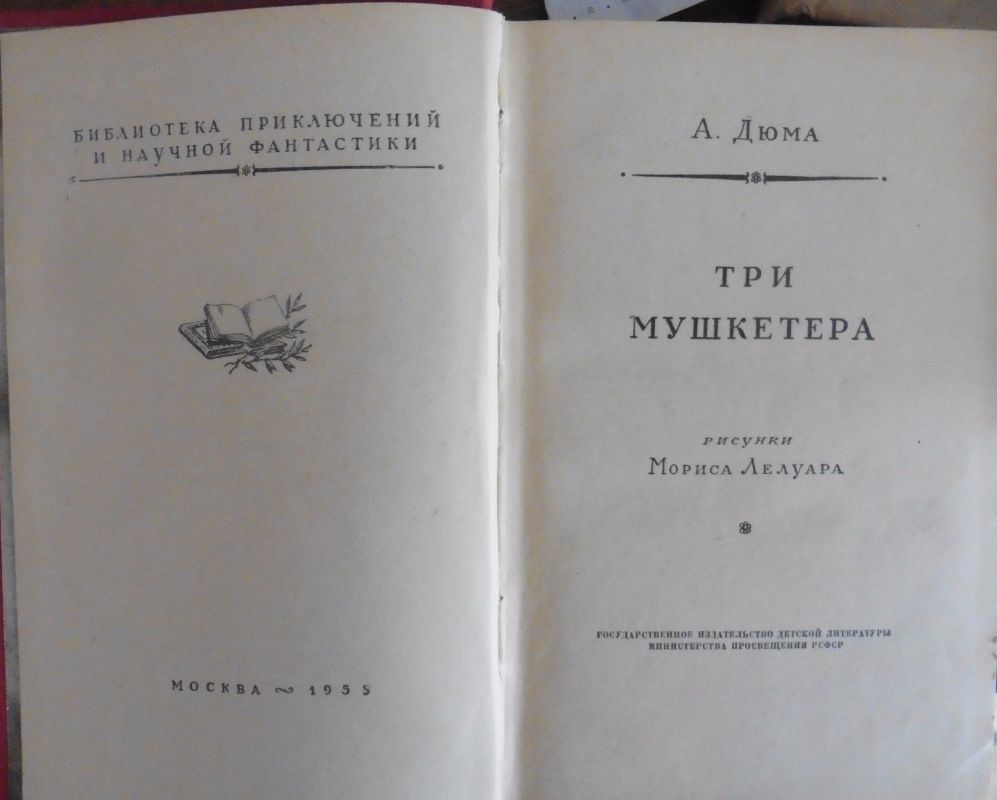 БИБЛИОТЕКА ПРИКЛЮЧЕНИЙ
И НАУЧНОЙ ФАНТАСТИКИ
МОСКВА ~ 1955
А. ДЮМА
ТРИ
МУШКЕТЕРА
РИСУНКИ
МОРИСА ЛЕЛУАРА
ГОСУДАРСТВЕННОЕ ИЗДАТЕЛЬСТВО ДЕТСКОЙ ЛИТЕРАТУРЫ
МИНИСТЕРСТВА ПРОСВЕЩЕНИЯ РСФСР